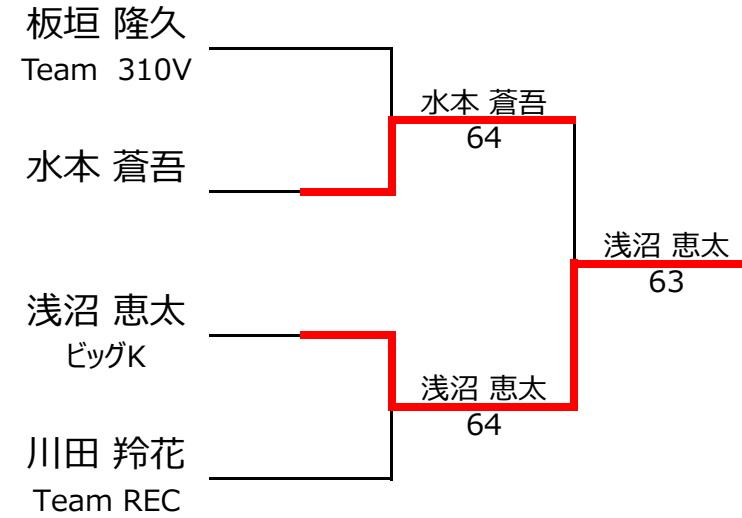 板垣 隆久
Team 310V
水本 蒼吾
64
水本 蒼吾
浅沼 恵太
63
浅沼 恵太
ビッグK
浅沼 恵太
64
川田 羚花
Team REC